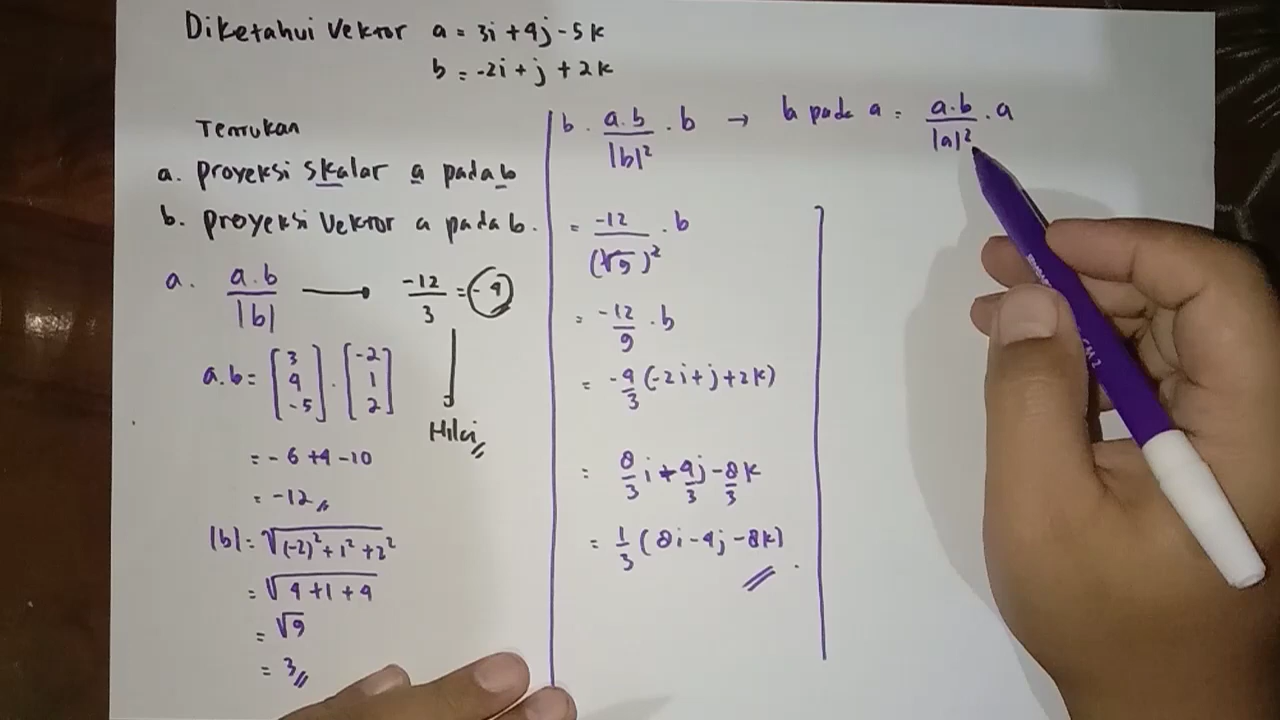 Diketahui Vektor a = 3i + 4j - 5k
b = -2i + j + 2k
Temukan
a. Proyeksi skalar a pada b
b. Proyeksi Vektor a pada b.
a. a.b / |b| → -12/3 = -4
a.b = [3 4 -5] . [-2 1 2]
Hilai
= -6 + 4 - 10
= -12
|b| = √(-2)² + 1² + 2²
= √4 + 1 + 4
= √9
= 3
b. a.b / |b|² . b → b pada a = a.b / |a|² . a
= -12 / (√9)² . b
= -12/9 . b
= -4/3 (-2i + j + 2k)
= 8/3 i + 4j/3 - 8/3 k
= 1/3 (8i - 4j - 8k)